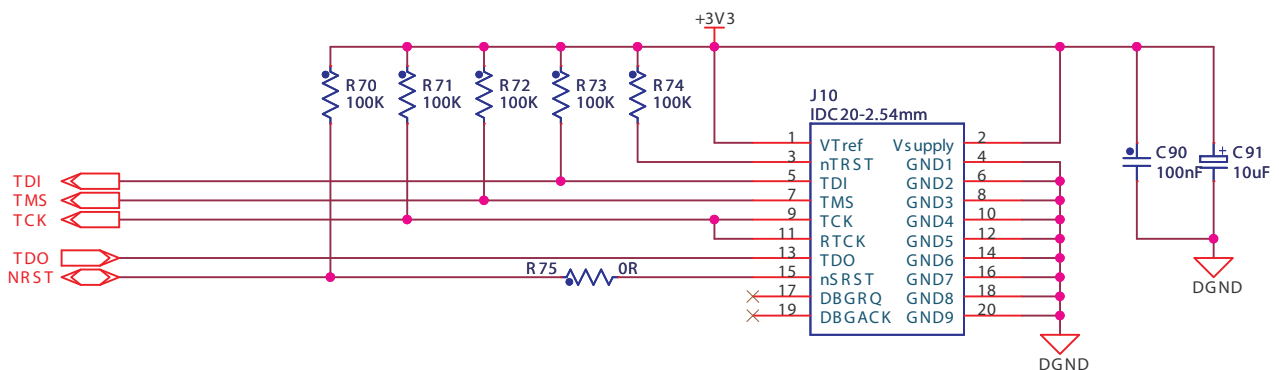 +3V3
R70
100K
R71
100K
R72
100K
R73
100K
R74
100K
J10
IDC20-2.54mm
1 VTref Vsupply 2
3 nTRST GND1 4
5 TDI GND2 6
7 TMS GND3 8
9 TCK GND4 10
11 RTCK GND5 12
13 TDO GND6 14
15 nSRST GND7 16
17 DBGRQ GND8 18
19 DBGACK GND9 20
C90
100nF
+
C91
10uF
TDI
TMS
TCK
TDO
NRST
R75 0R
DGND
DGND